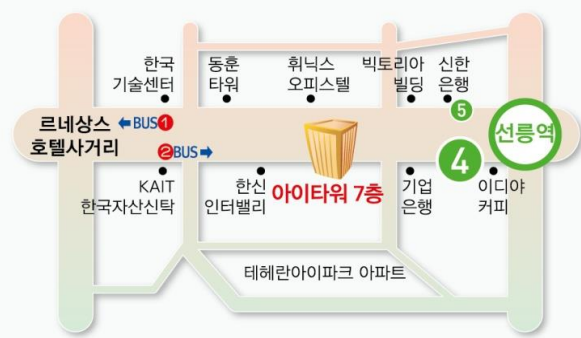 한국
기술센터
동훈
타워
휘닉스
오피스텔
빅토리아
빌딩
신한
은행
5
르네상스
호텔사거리
←BUS❶
❷BUS➡
선릉역
4
KAIT
한국자산신탁
한신
인터밸리
아이타워 7층
기업
은행
이디야
커피
테헤란아이파크 아파트